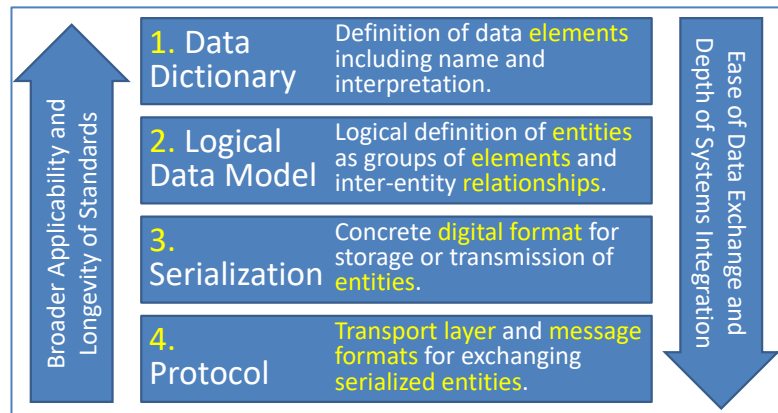 Broader Applicability and
Longevity of Standards
1. Data
Dictionary
Definition of data elements
including name and
interpretation.
2. Logical
Data Model
Logical definition of entities
as groups of elements and
inter-entity relationships.
3.
Serialization
Concrete digital format for
storage or transmission of
entities.
4.
Protocol
Transport layer and message
formats for exchanging
serialized entities.
Ease of Data Exchange and
Depth of Systems Integration